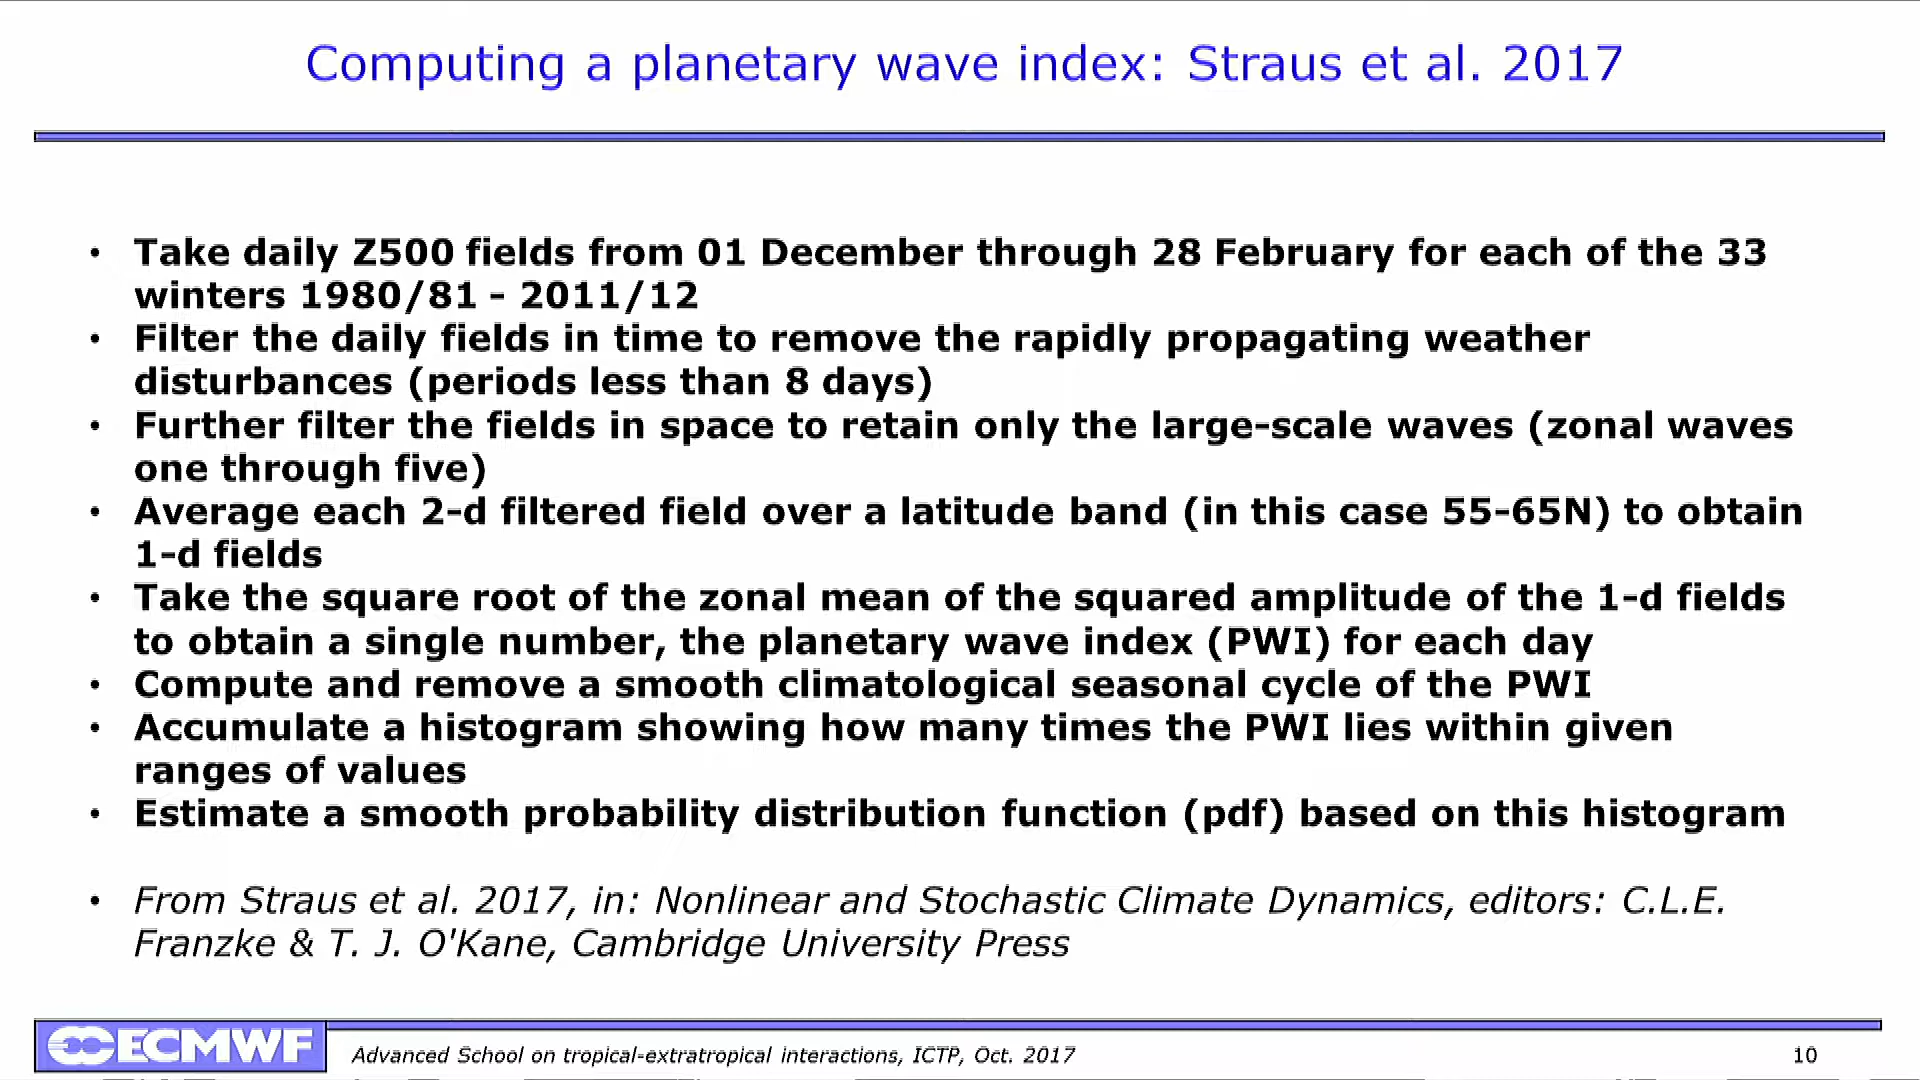 Computing a planetary wave index: Straus et al. 2017
• Take daily Z500 fields from 01 December through 28 February for each of the 33
winters 1980/81 - 2011/12
• Filter the daily fields in time to remove the rapidly propagating weather
disturbances (periods less than 8 days)
• Further filter the fields in space to retain only the large-scale waves (zonal waves
one through five)
• Average each 2-d filtered field over a latitude band (in this case 55-65N) to obtain
1-d fields
• Take the square root of the zonal mean of the squared amplitude of the 1-d fields
to obtain a single number, the planetary wave index (PWI) for each day
• Compute and remove a smooth climatological seasonal cycle of the PWI
• Accumulate a histogram showing how many times the PWI lies within given
ranges of values
• Estimate a smooth probability distribution function (pdf) based on this histogram
• From Straus et al. 2017, in: Nonlinear and Stochastic Climate Dynamics, editors: C.L.E.
Franzke & T. J. O'Kane, Cambridge University Press
ECMWF
Advanced School on tropical-extratropical interactions, ICTP, Oct. 2017
10